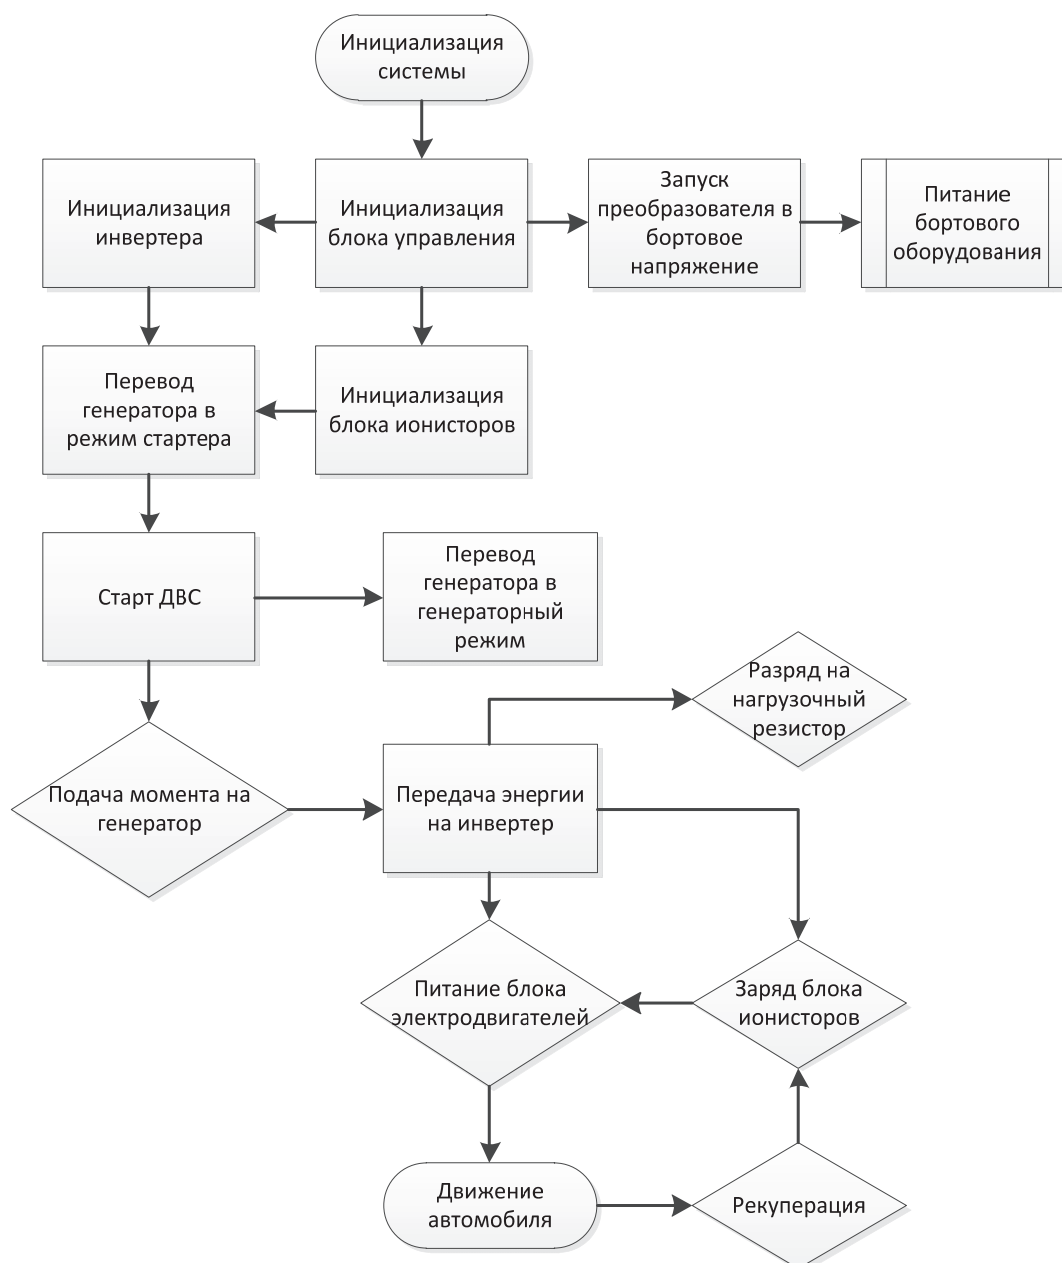 Инициализация
системы
Инициализация
инвертера
Инициализация
блока управления
Запуск
преобразователя в
бортовое
напряжение
Питание
бортового
оборудования
Перевод
генератора в
режим стартера
Инициализация
блока ионисторов
Старт ДВС
Перевод
генератора в
генераторный
режим
Разряд на
нагрузочный
резистор
Подача момента на
генератор
Передача энергии
на инвертер
Питание блока
электродвигателей
Заряд блока
ионисторов
Движение
автомобиля
Рекуперация